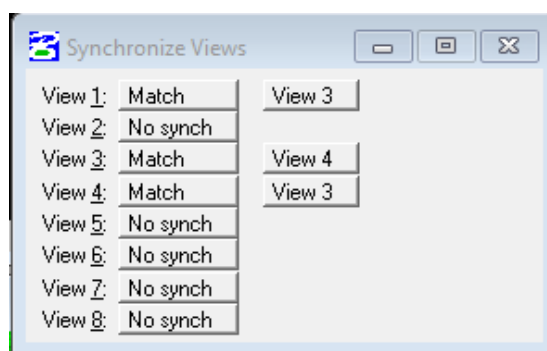 Synchronize Views
View 1: Match View 3
View 2: No synch
View 3: Match View 4
View 4: Match View 3
View 5: No synch
View 6: No synch
View 7: No synch
View 8: No synch